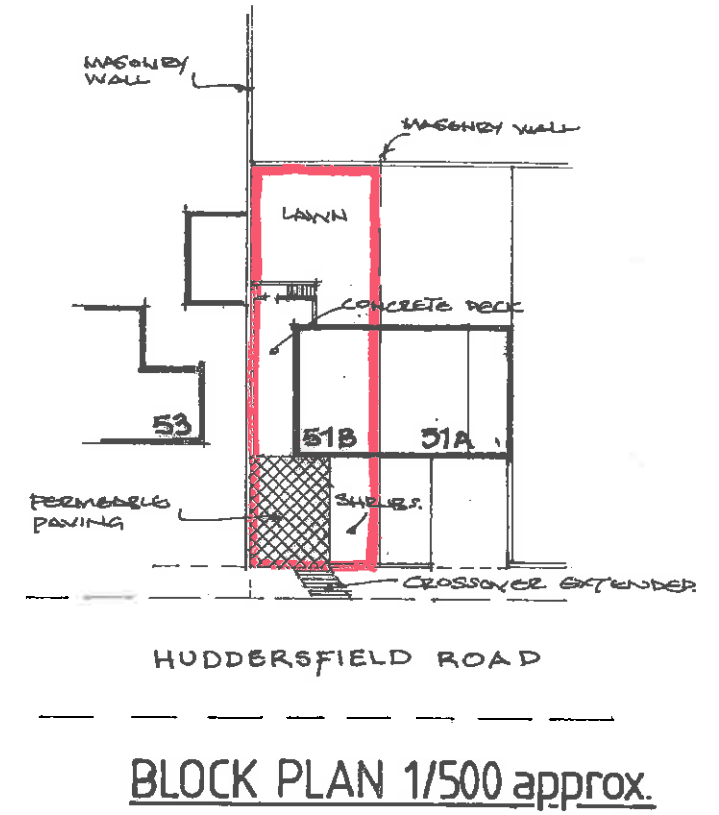 MASONRY
WALL
MASONRY WALL
LAWN
CONCRETE DECK
53
51B
51A
PERMEABLE
PAVING
SHRUBS.
CROSSOVER EXTENDED.
HUDDERSFIELD ROAD
BLOCK PLAN 1/500 approx.